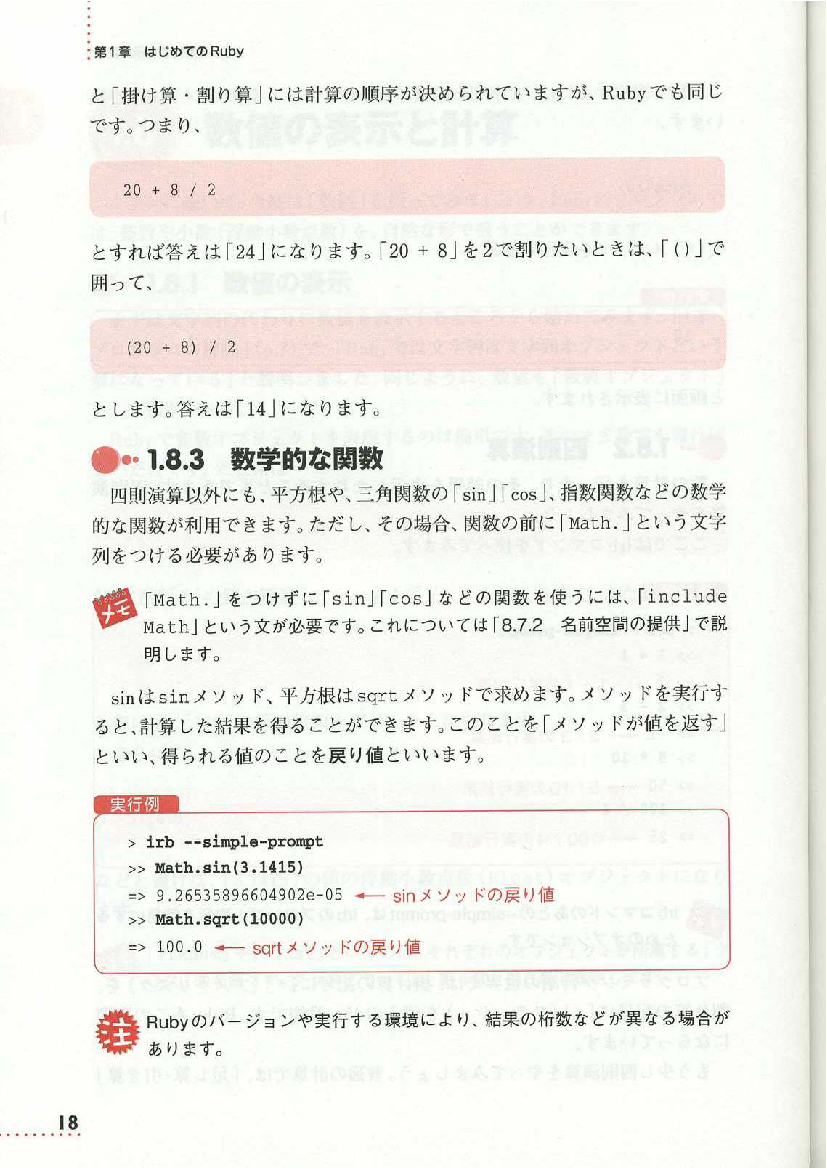 第1章　はじめてのRuby
と「掛け算・割り算」には計算の順序が決められていますが、Rubyでも同じ
です。つまり、
20 + 8 / 2
とすれば答えは「24」になります。「20 + 8」を2で割りたいときは、「()」で
囲って、
(20 + 8) / 2
とします。答えは「14」になります。
1.8.3　数学的な関数
四則演算以外にも、平方根や、三角関数の「sin」「cos」、指数関数などの数学
的な関数が利用できます。ただし、その場合、関数の前に「Math.」という文字
列をつける必要があります。
メモ
「Math.」をつけずに「sin」「cos」などの関数を使うには、「include
Math」という文が必要です。これについては「8.7.2　名前空間の提供」で説
明します。
sinはsinメソッド、平方根はsqrtメソッドで求めます。メソッドを実行す
ると、計算した結果を得ることができます。このことを「メソッドが値を返す」
といい、得られる値のことを戻り値といいます。
実行例
> irb --simple-prompt
>> Math.sin(3.1415)
=> 9.26535896604902e-05 ← sinメソッドの戻り値
>> Math.sqrt(10000)
=> 100.0 ← sqrtメソッドの戻り値
注
Rubyのバージョンや実行する環境により、結果の桁数などが異なる場合が
あります。
18